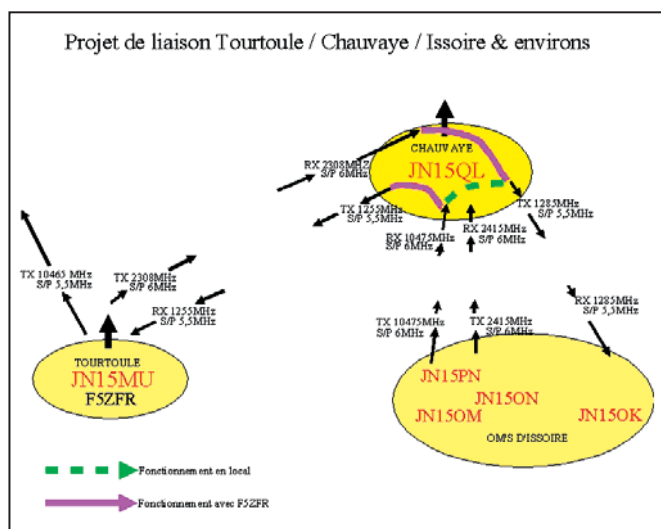 Projet de liaison Tourtoule / Chauvaye / Issoire & environs
CHAUVAYE
JN15QL
RX 2308MHZ
S/P 6MHz
TX 1255MHz
S/P 5,5MHz
RX 10475MHz
S/P 6MHz
RX 2415MHz
S/P 6MHz
TX 1285MHz
S/P 5,5MHz
TX 10465 MHz
S/P 5,5MHz
TX 2308MHz
S/P 6MHz
RX 1255MHz
S/P 5,5MHz
TX 10475MHz
S/P 6MHz
TX 2415MHz
S/P 6MHz
RX 1285MHz
S/P 5,5MHz
TOURTOULE
JN15MU
F5ZFR
JN15PN
JN15ON
JN15OM
JN15OK
OM'S D'ISSOIRE
Fonctionnement en local
Fonctionnement avec F5ZFR